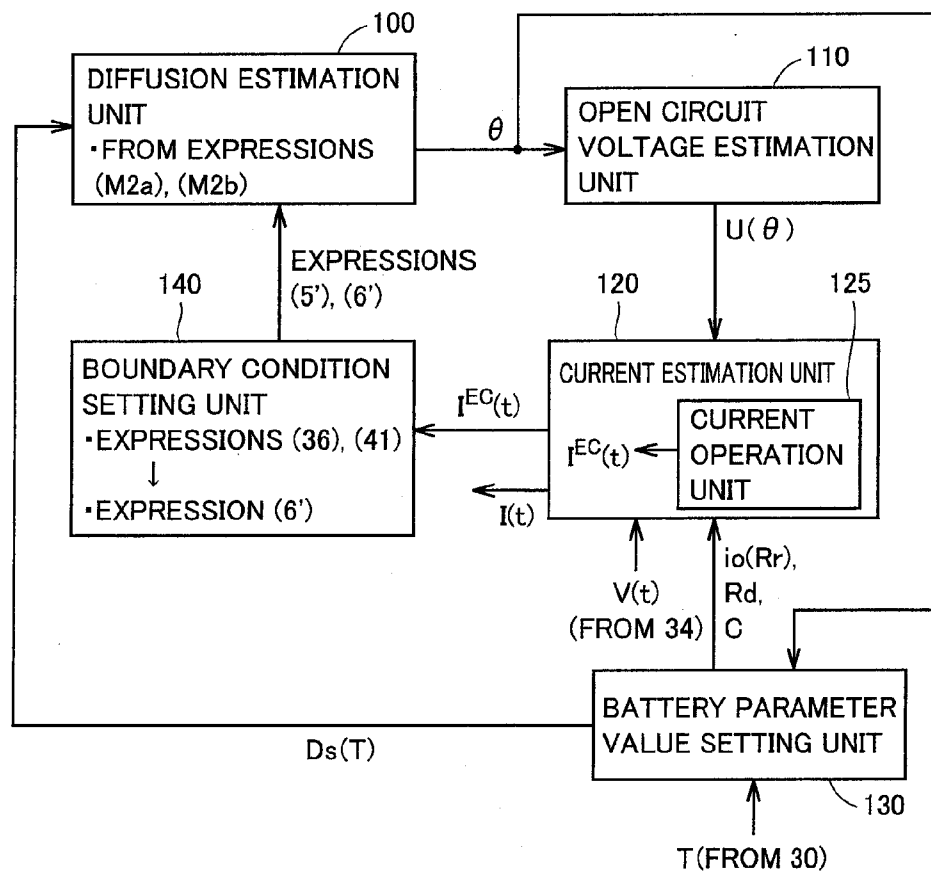 100
DIFFUSION ESTIMATION
UNIT
・FROM EXPRESSIONS
(M2a), (M2b)
θ
110
OPEN CIRCUIT
VOLTAGE ESTIMATION
UNIT
U(θ)
EXPRESSIONS
(5'), (6')
140
BOUNDARY CONDITION
SETTING UNIT
・EXPRESSIONS (36), (41)
↓
・EXPRESSION (6')
I^EC(t)
I(t)
120
125
CURRENT ESTIMATION UNIT
I^EC(t)
CURRENT
OPERATION
UNIT
V(t)
(FROM 34)
io(Rr),
Rd,
C
BATTERY PARAMETER
VALUE SETTING UNIT
130
Ds(T)
T(FROM 30)